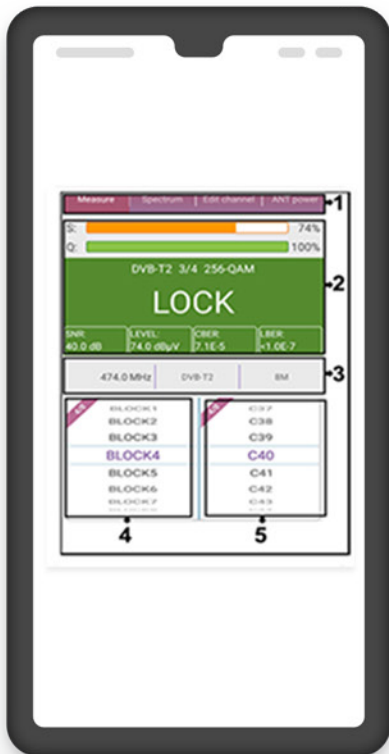 Measure Spectrum Edit channel ANT power 1
S: 74%
Q: 100%
DVB-T2 3/4 256-QAM
LOCK
2
SNR: LEVEL: CBER: LBER:
40.0 dB 74.0 dBµV 7.1E-5 <1.0E-7
474.0 MHz DVB-T2 8M 3
BLOCK1
BLOCK2
BLOCK3
BLOCK4
BLOCK5
BLOCK6
BLOCK7
4
C37
C38
C39
C40
C41
C42
C43
5